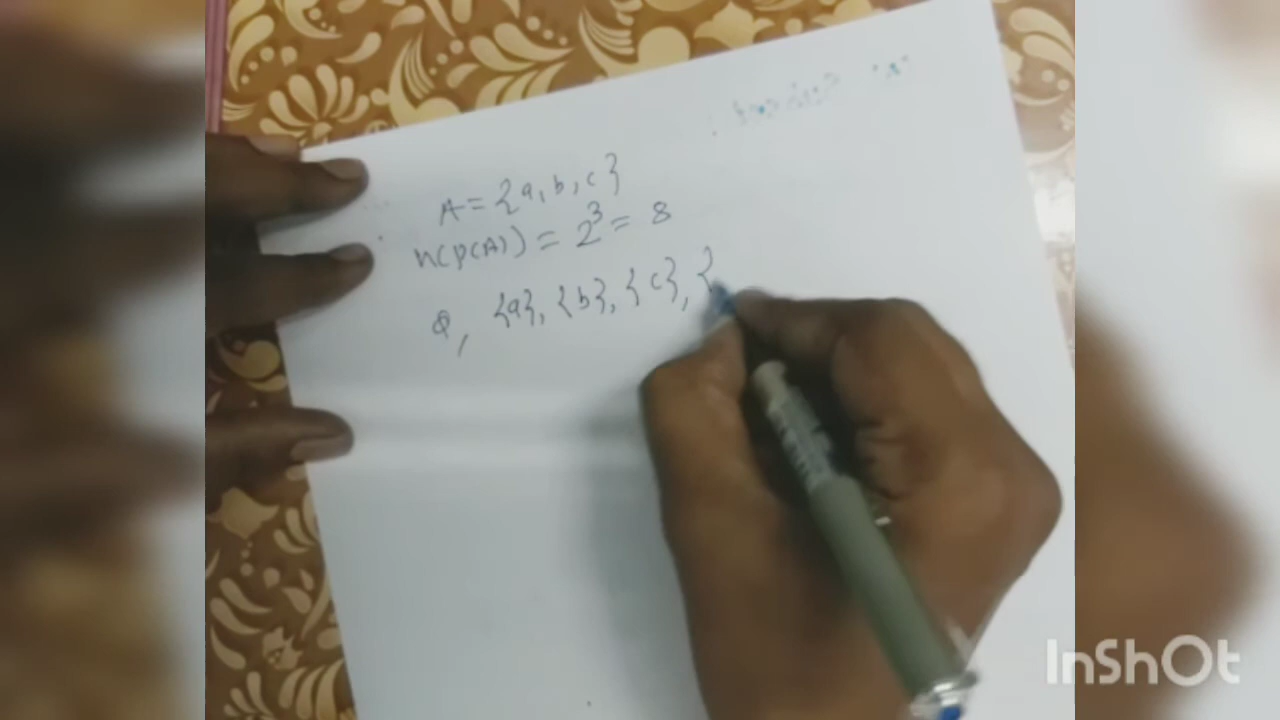 A = {a, b, c}
n(p(A)) = 2³ = 8
Φ, {a}, {b}, {c}, {
InShOt